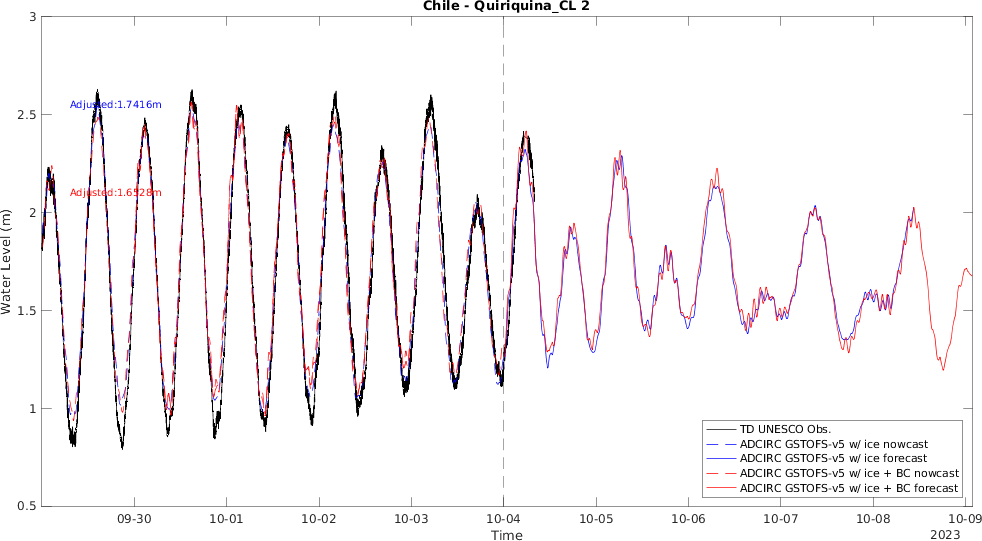 Chile - Quiriquina_CL 2
3
2.5
2
1.5
1
0.5
Water Level (m)
Adjusted:1.7416m
Adjusted:1.6528m
TD UNESCO Obs.
ADCIRC GSTOFS-v5 w/ ice nowcast
ADCIRC GSTOFS-v5 w/ ice forecast
ADCIRC GSTOFS-v5 w/ ice + BC nowcast
ADCIRC GSTOFS-v5 w/ ice + BC forecast
09-30 10-01 10-02 10-03 10-04 10-05 10-06 10-07 10-08 10-09
Time
2023